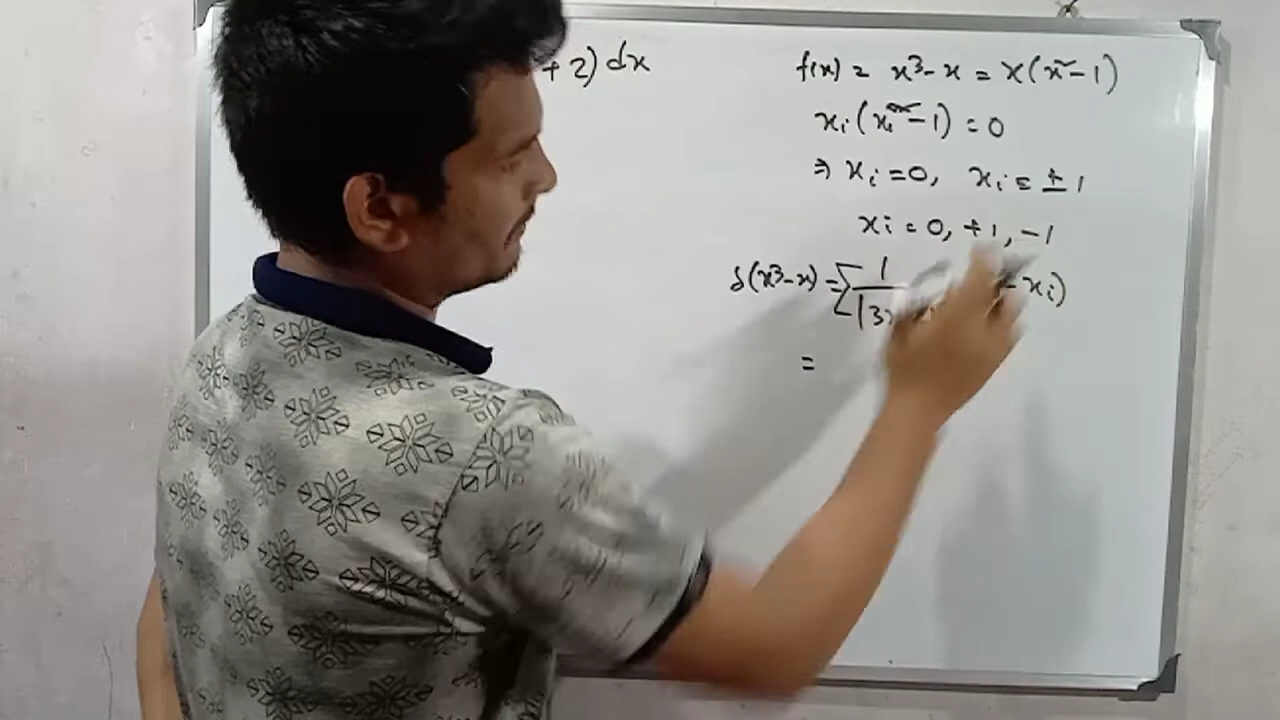 + 2) dx
f(x) = x³ - x = x(x² - 1)
xᵢ(xᵢ² - 1) = 0
⇒ xᵢ = 0, xᵢ = ± 1
xᵢ = 0, +1, -1
δ(x³ - x) = Σ 1 / |3 - xᵢ)
=